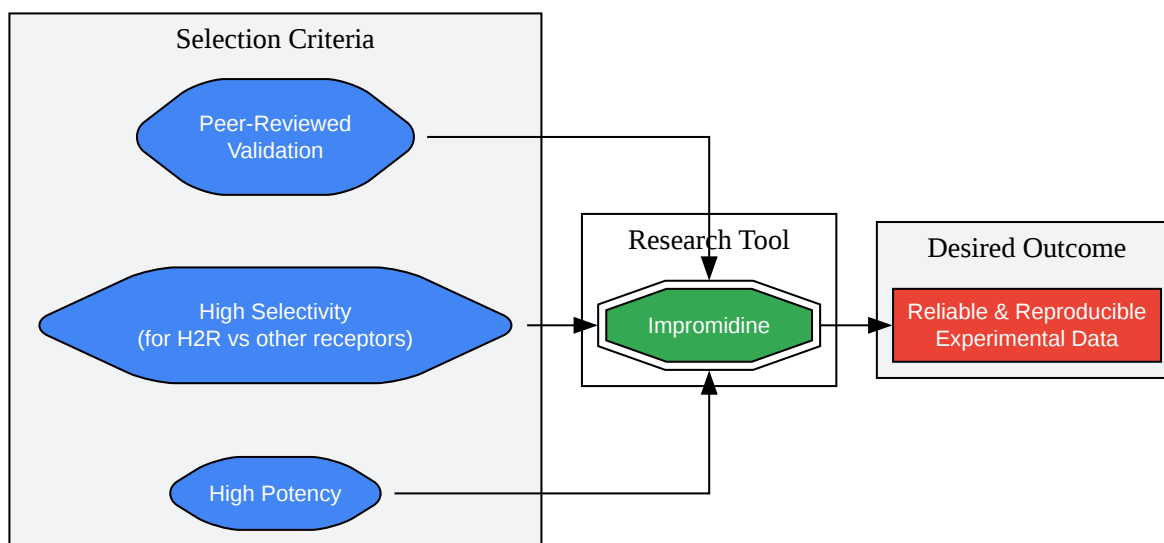 Selection Criteria
Peer-Reviewed
Validation
High Selectivity
(for H2R vs other receptors)
High Potency
Research Tool
Impromidine
Desired Outcome
Reliable & Reproducible
Experimental Data